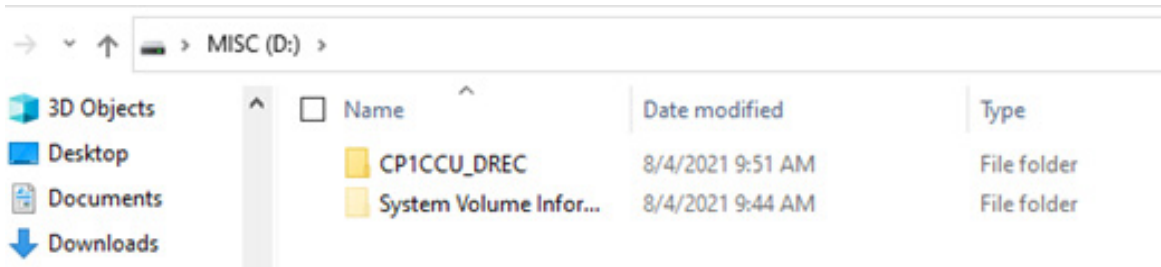 MISC (D:)
3D Objects
Desktop
Documents
Downloads
Name Date modified Type
CP1CCU_DREC 8/4/2021 9:51 AM File folder
System Volume Infor... 8/4/2021 9:44 AM File folder